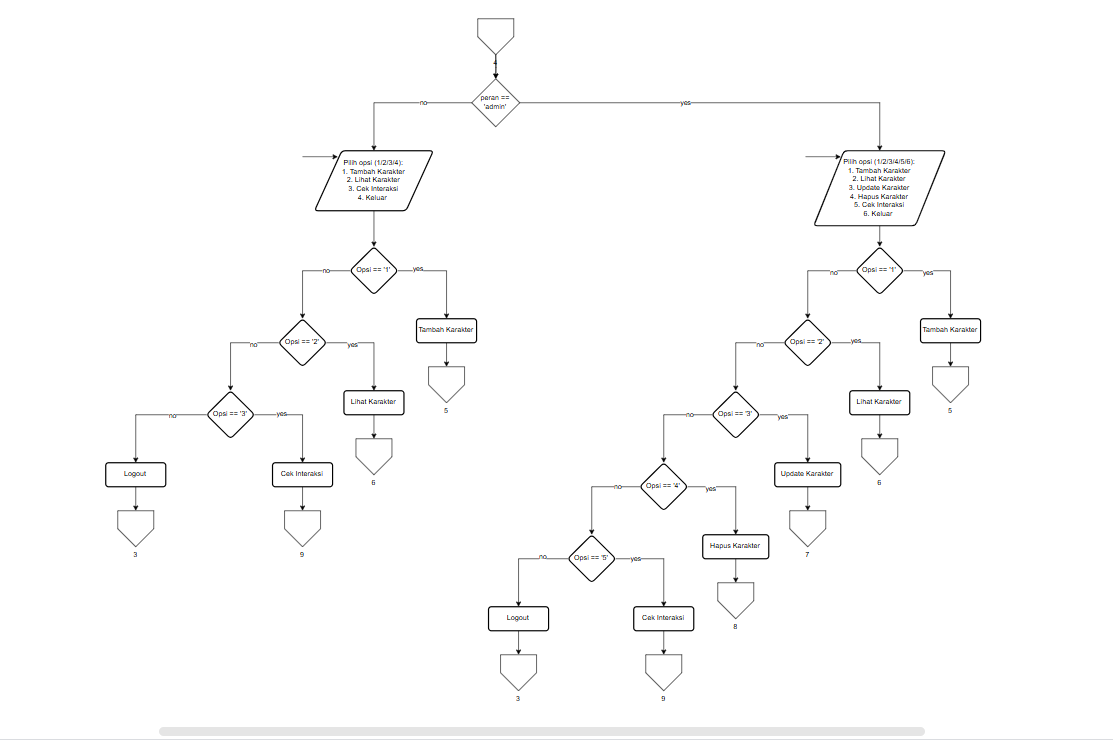 4
peran ==
'admin'
no
yes
Pilih opsi (1/2/3/4):
1. Tambah Karakter
2. Lihat Karakter
3. Cek Interaksi
4. Keluar
Pilih opsi (1/2/3/4/5/6):
1. Tambah Karakter
2. Lihat Karakter
3. Update Karakter
4. Hapus Karakter
5. Cek Interaksi
6. Keluar
no
Opsi == '1'
yes
no
Opsi == '1'
yes
Tambah Karakter
Tambah Karakter
no
Opsi == '2'
yes
no
Opsi == '2'
yes
Lihat Karakter
5
Lihat Karakter
5
no
Opsi == '3'
yes
no
Opsi == '3'
yes
Logout
Cek Interaksi
6
Update Karakter
6
no
Opsi == '4'
yes
3
9
Hapus Karakter
7
no
Opsi == '5'
yes
Logout
Cek Interaksi
8
3
9